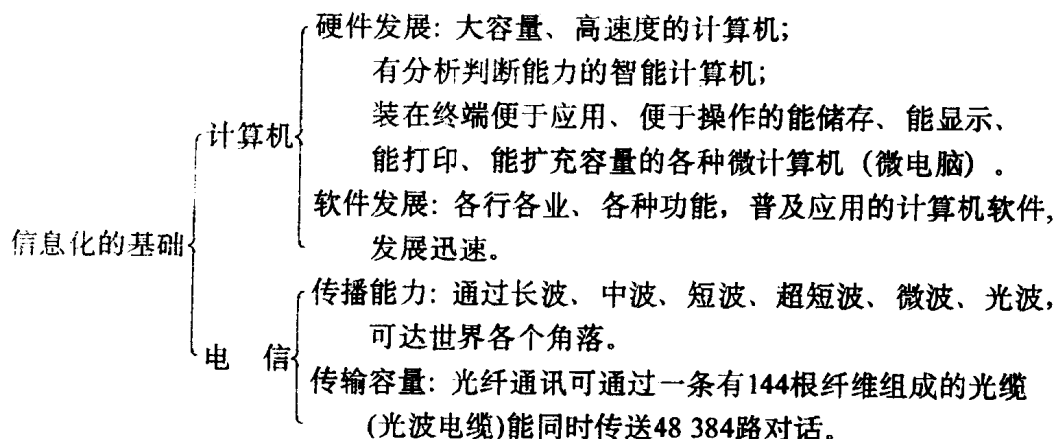 硬件发展: 大容量、高速度的计算机;
有分析判断能力的智能计算机;
装在终端便于应用、便于操作的能储存、能显示、
计算机
能打印、能扩充容量的各种微计算机 (微电脑) 。
软件发展: 各行各业、各种功能, 普及应用的计算机软件,
信息化的基础
发展迅速。
传播能力: 通过长波、中波、短波、超短波、微波、光波,
可达世界各个角落。
电 信
传输容量: 光纤通讯可通过一条有144根纤维组成的光缆
(光波电缆)能同时传送48 384路对话。